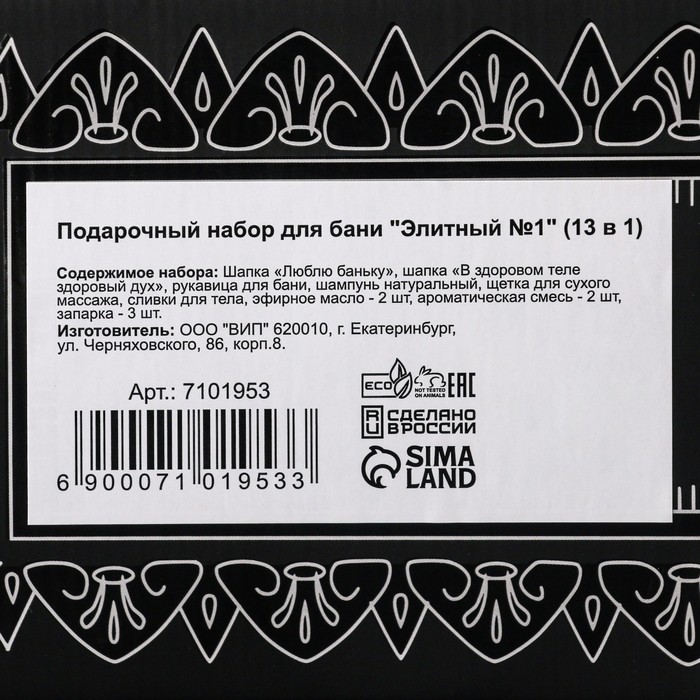 Подарочный набор для бани "Элитный №1" (13 в 1)
Содержимое набора: Шапка «Люблю баньку», шапка «В здоровом теле
здоровый дух», рукавица для бани, шампунь натуральный, щетка для сухого
массажа, сливки для тела, эфирное масло - 2 шт, ароматическая смесь - 2 шт,
запарка - 3 шт.
Изготовитель: ООО "ВИП" 620010, г. Екатеринбург,
ул. Черняховского, 86, корп.8.
Арт.: 7101953
6 900071 019533
ECO
NOT TESTED
ON ANIMALS
EAC
RU
СДЕЛАНО
В РОССИИ
SIMA
LAND